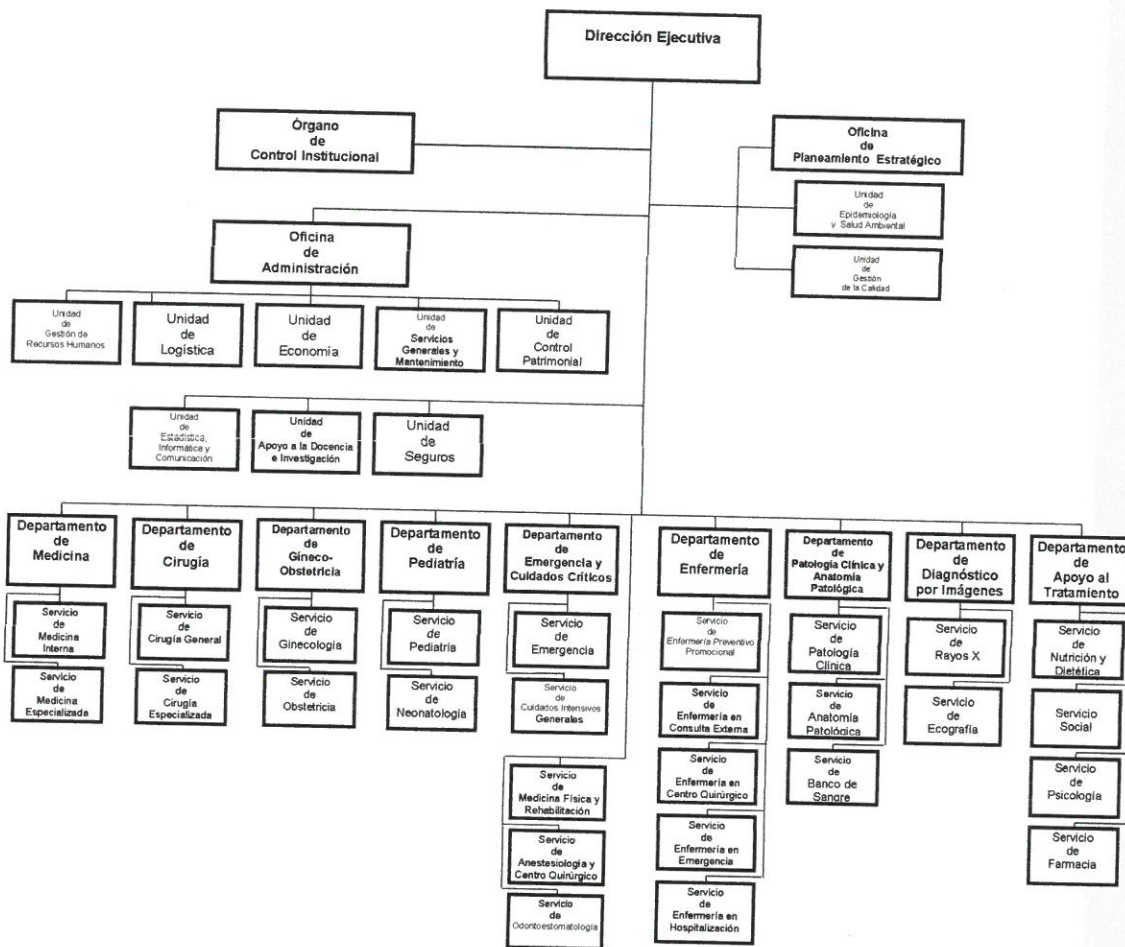 Dirección Ejecutiva
Órgano
de
Control Institucional
Oficina
de
Planeamiento Estratégico
Unidad
de
Epidemiología
y Salud Ambiental
Unidad
de
Gestión
de la Calidad
Oficina
de
Administración
Unidad
de
Gestión de
Recursos Humanos
Unidad
de
Logística
Unidad
de
Economía
Unidad
de
Servicios
Generales y
Mantenimiento
Unidad
de
Control
Patrimonial
Unidad
de
Estadística,
Informática y
Comunicación
Unidad
de
Apoyo a la Docencia
e Investigación
Unidad
de
Seguros
Departamento
de
Medicina
Servicio
de
Medicina
Interna
Servicio
de
Medicina
Especializada
Departamento
de
Cirugía
Servicio
de
Cirugía General
Servicio
de
Cirugía
Especializada
Departamento
de
Gineco-
Obstetricia
Servicio
de
Ginecología
Servicio
de
Obstetricia
Departamento
de
Pediatría
Servicio
de
Pediatría
Servicio
de
Neonatología
Departamento
de
Emergencia y
Cuidados Críticos
Servicio
de
Emergencia
Servicio
de
Cuidados Intensivos
Generales
Servicio
de
Medicina Física y
Rehabilitación
Servicio
de
Anestesiología y
Centro Quirúrgico
Servicio
de
Odontoestomatología
Departamento
de
Enfermería
Servicio
de
Enfermería Preventivo
Promocional
Servicio
de
Enfermería en
Consulta Externa
Servicio
de
Enfermería en
Centro Quirúrgico
Servicio
de
Enfermería en
Emergencia
Servicio
de
Enfermería en
Hospitalización
Departamento
de
Patología Clínica y
Anatomía
Patológica
Servicio
de
Patología
Clínica
Servicio
de
Anatomía
Patológica
Servicio
de
Banco de
Sangre
Departamento
de
Diagnóstico
por Imágenes
Servicio
de
Rayos X
Servicio
de
Ecografía
Departamento
de
Apoyo al
Tratamiento
Servicio
de
Nutrición y
Dietética
Servicio
Social
Servicio
de
Psicología
Servicio
de
Farmacia